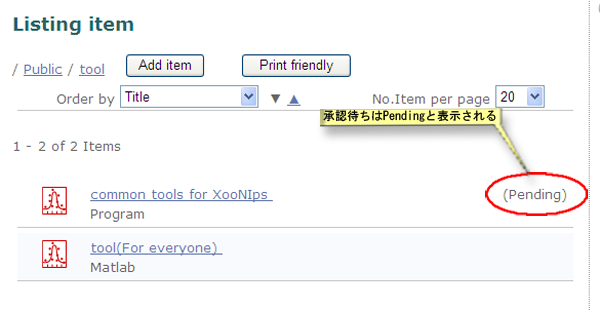 Listing item
/ Public / tool Add item Print friendly
Order by Title ▼ ▲ No.Item per page 20
承認待ちはPendingと表示される
1 - 2 of 2 Items
common tools for XooNIps (Pending)
Program
tool(For everyone)
Matlab